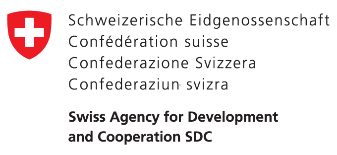 Schweizerische Eidgenossenschaft
Confédération suisse
Confederazione Svizzera
Confederaziun svizra
Swiss Agency for Development
and Cooperation SDC